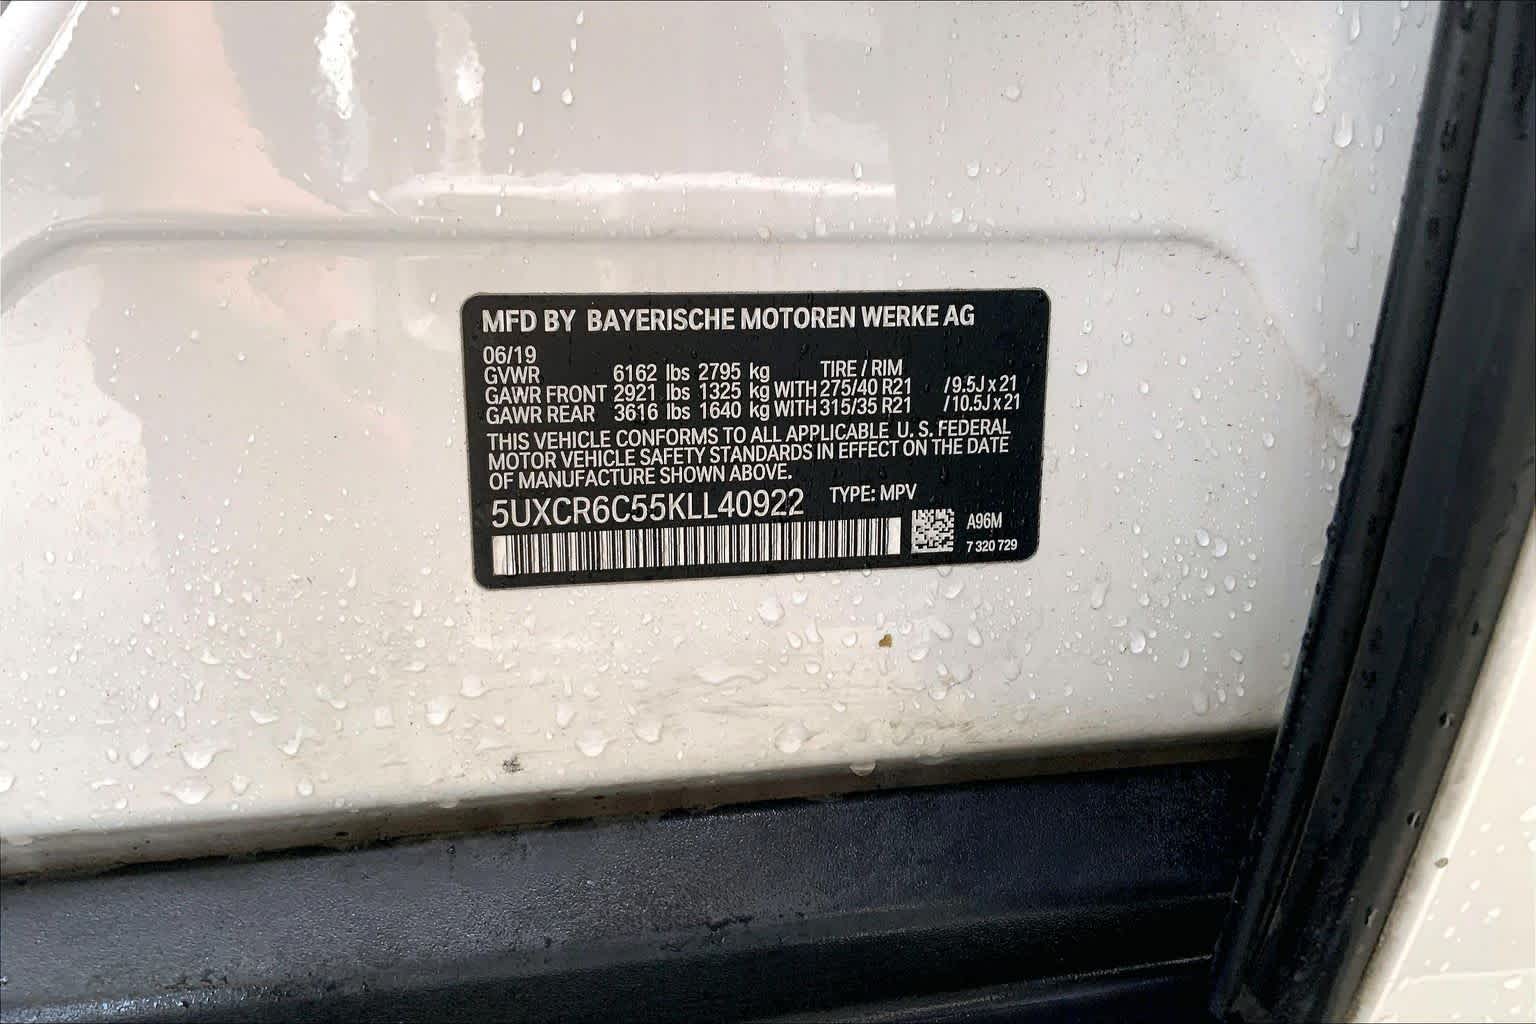 MFD BY BAYERISCHE MOTOREN WERKE AG
06/19
GVWR 6162 lbs 2795 kg TIRE / RIM
GAWR FRONT 2921 lbs 1325 kg WITH 275/40 R21 / 9.5J x 21
GAWR REAR 3616 lbs 1640 kg WITH 315/35 R21 / 10.5J x 21
THIS VEHICLE CONFORMS TO ALL APPLICABLE U. S. FEDERAL
MOTOR VEHICLE SAFETY STANDARDS IN EFFECT ON THE DATE
OF MANUFACTURE SHOWN ABOVE.
5UXCR6C55KLL40922 TYPE: MPV
A96M
7 320 729